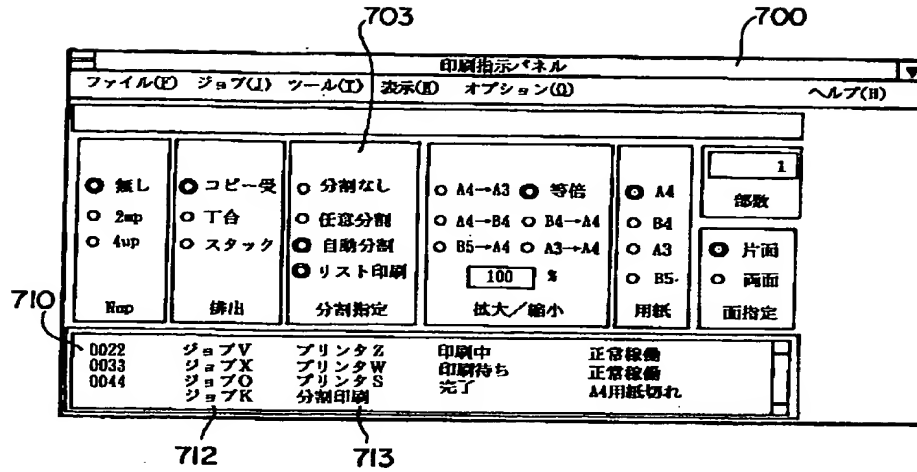 703
700
印刷指示パネル
ファイル(F) ジョブ(J) ツール(T) 表示(N) オプション(O) ヘルプ(H)
無し
2up
4up
Nup
コピー受
丁台
スタック
排出
分割なし
任意分割
自動分割
リスト印刷
分割指定
A4→A3 等倍
A4→B4 B4→A4
B5→A4 A3→A4
100 %
拡大/縮小
A4
B4
A3
B5
用紙
1
部数
片面
両面
面指定
710
0022 ジョブV プリンタZ 印刷中 正常稼働
0033 ジョブX プリンタW 印刷待ち 正常稼働
0044 ジョブO プリンタS 完了 A4用紙切れ
ジョブK 分割印刷
712
713